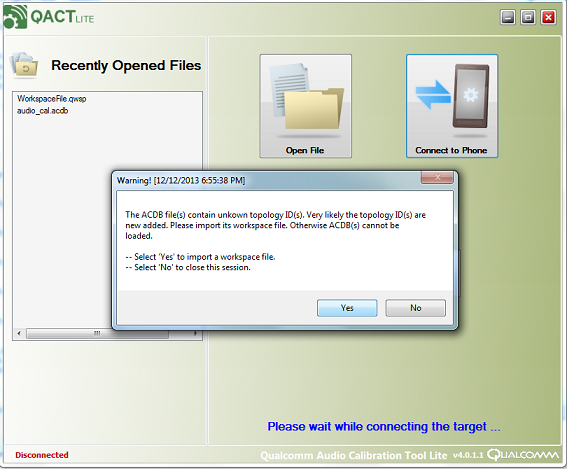 QACT LITE
Recently Opened Files
WorkspaceFile.qwsp
audio_cal.acdb
Open File
Connect to Phone
Warning! [12/12/2013 6:55:38 PM]
The ACDB file(s) contain unkown topology ID(s). Very likely the topology ID(s) are
new added. Please import its workspace file. Otherwise ACDB(s) cannot be
loaded.
-- Select 'Yes' to import a workspace file.
-- Select 'No' to close this session.
Yes
No
Please wait while connecting the target ...
Disconnected
Qualcomm Audio Calibration Tool Lite v4.0.1.1 QUALCOMM